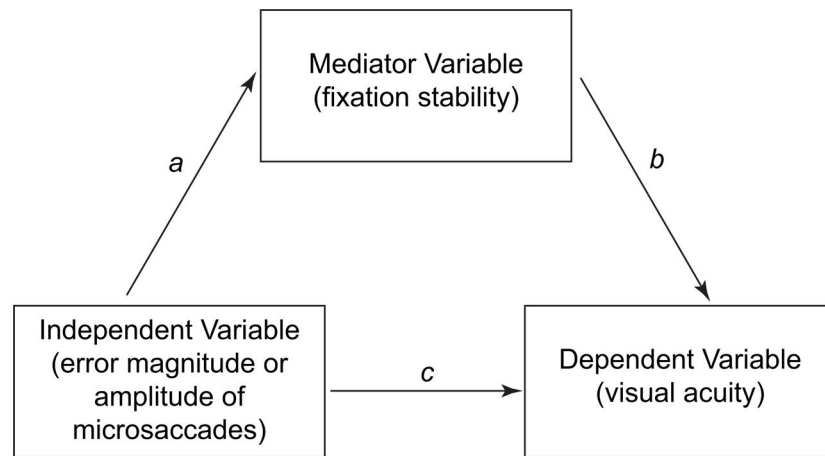 Mediator Variable
(fixation stability)
a
b
Independent Variable
(error magnitude or
amplitude of
microsaccades)
c
Dependent Variable
(visual acuity)